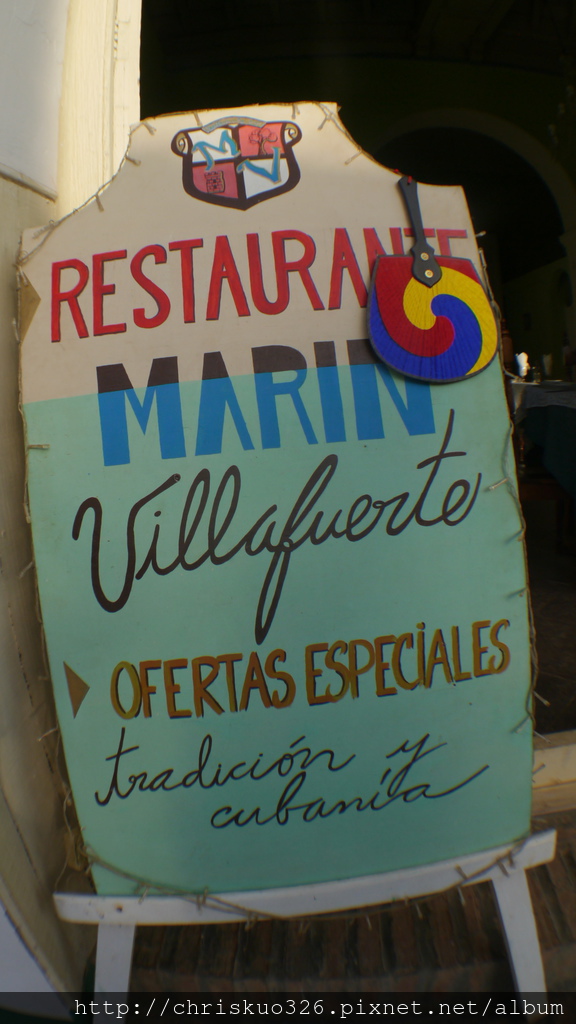 M
V
RESTAURANTE
MARIN
Villafuerte
OFERTAS ESPECIALES
tradición y
cubanía
http://chriskuo326.pixnet.net/album